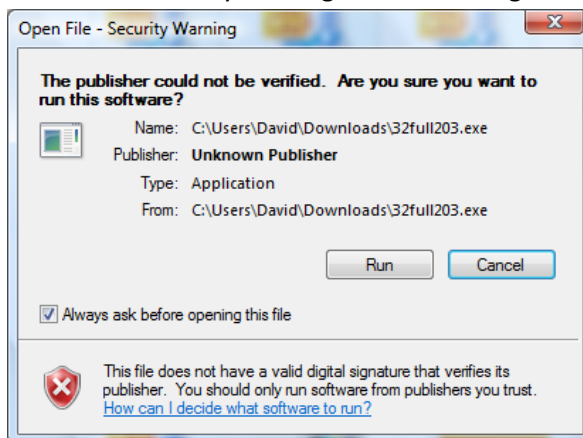 Open File - Security Warning
The publisher could not be verified. Are you sure you want to
run this software?
Name: C:\Users\David\Downloads\32full203.exe
Publisher: Unknown Publisher
Type: Application
From: C:\Users\David\Downloads\32full203.exe
Run Cancel
Always ask before opening this file
This file does not have a valid digital signature that verifies its
publisher. You should only run software from publishers you trust.
How can I decide what software to run?